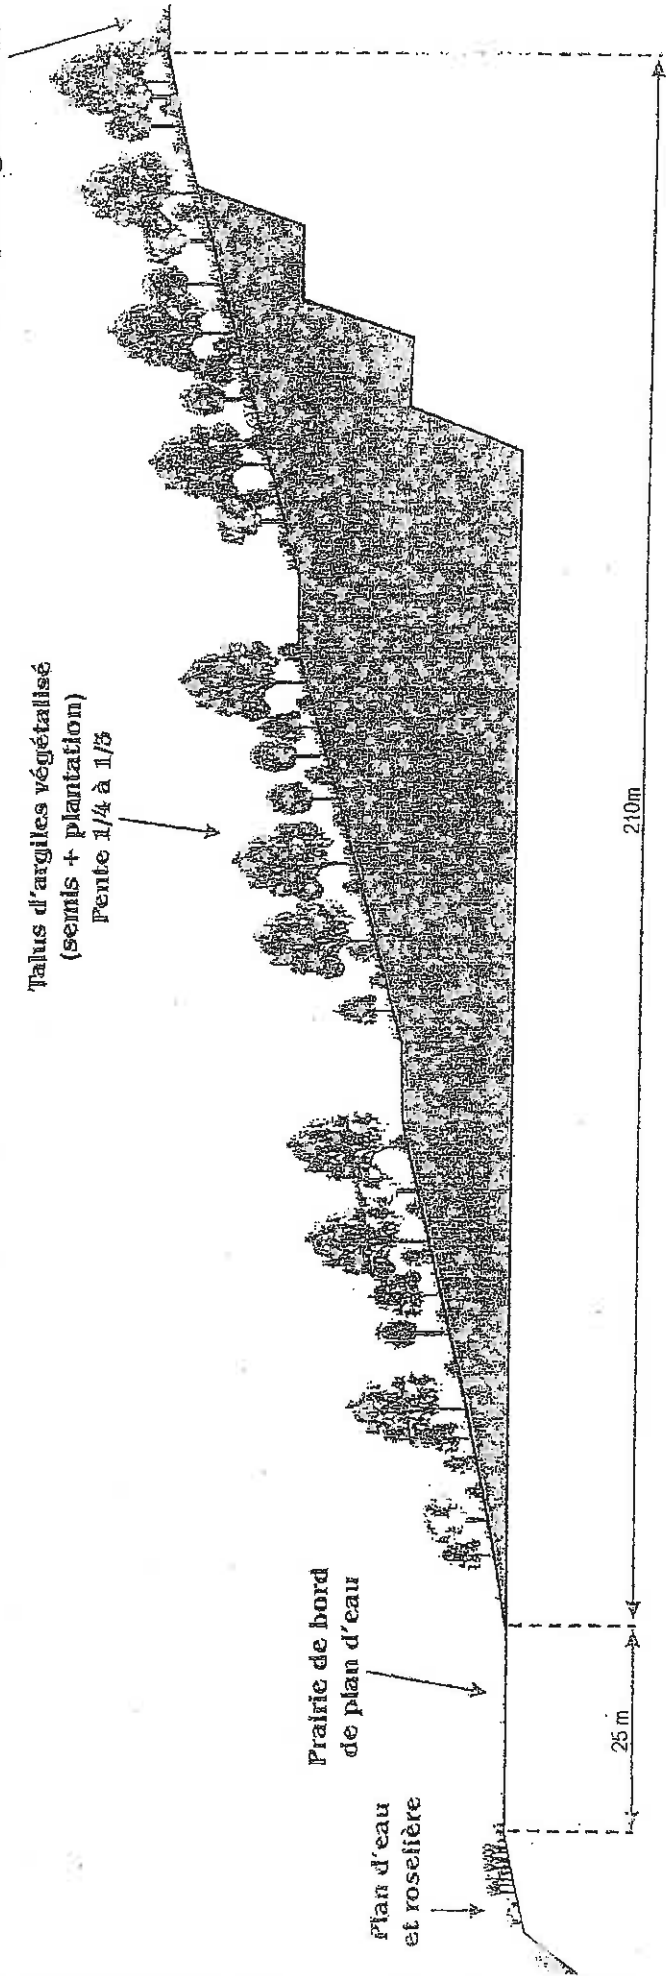 Talus d'argiles végétalisé
(semis + plantation)
Pente 1/4 à 1/3
Prairie de bord
de plan d'eau
Plan d'eau
et roselière
210m
25 m